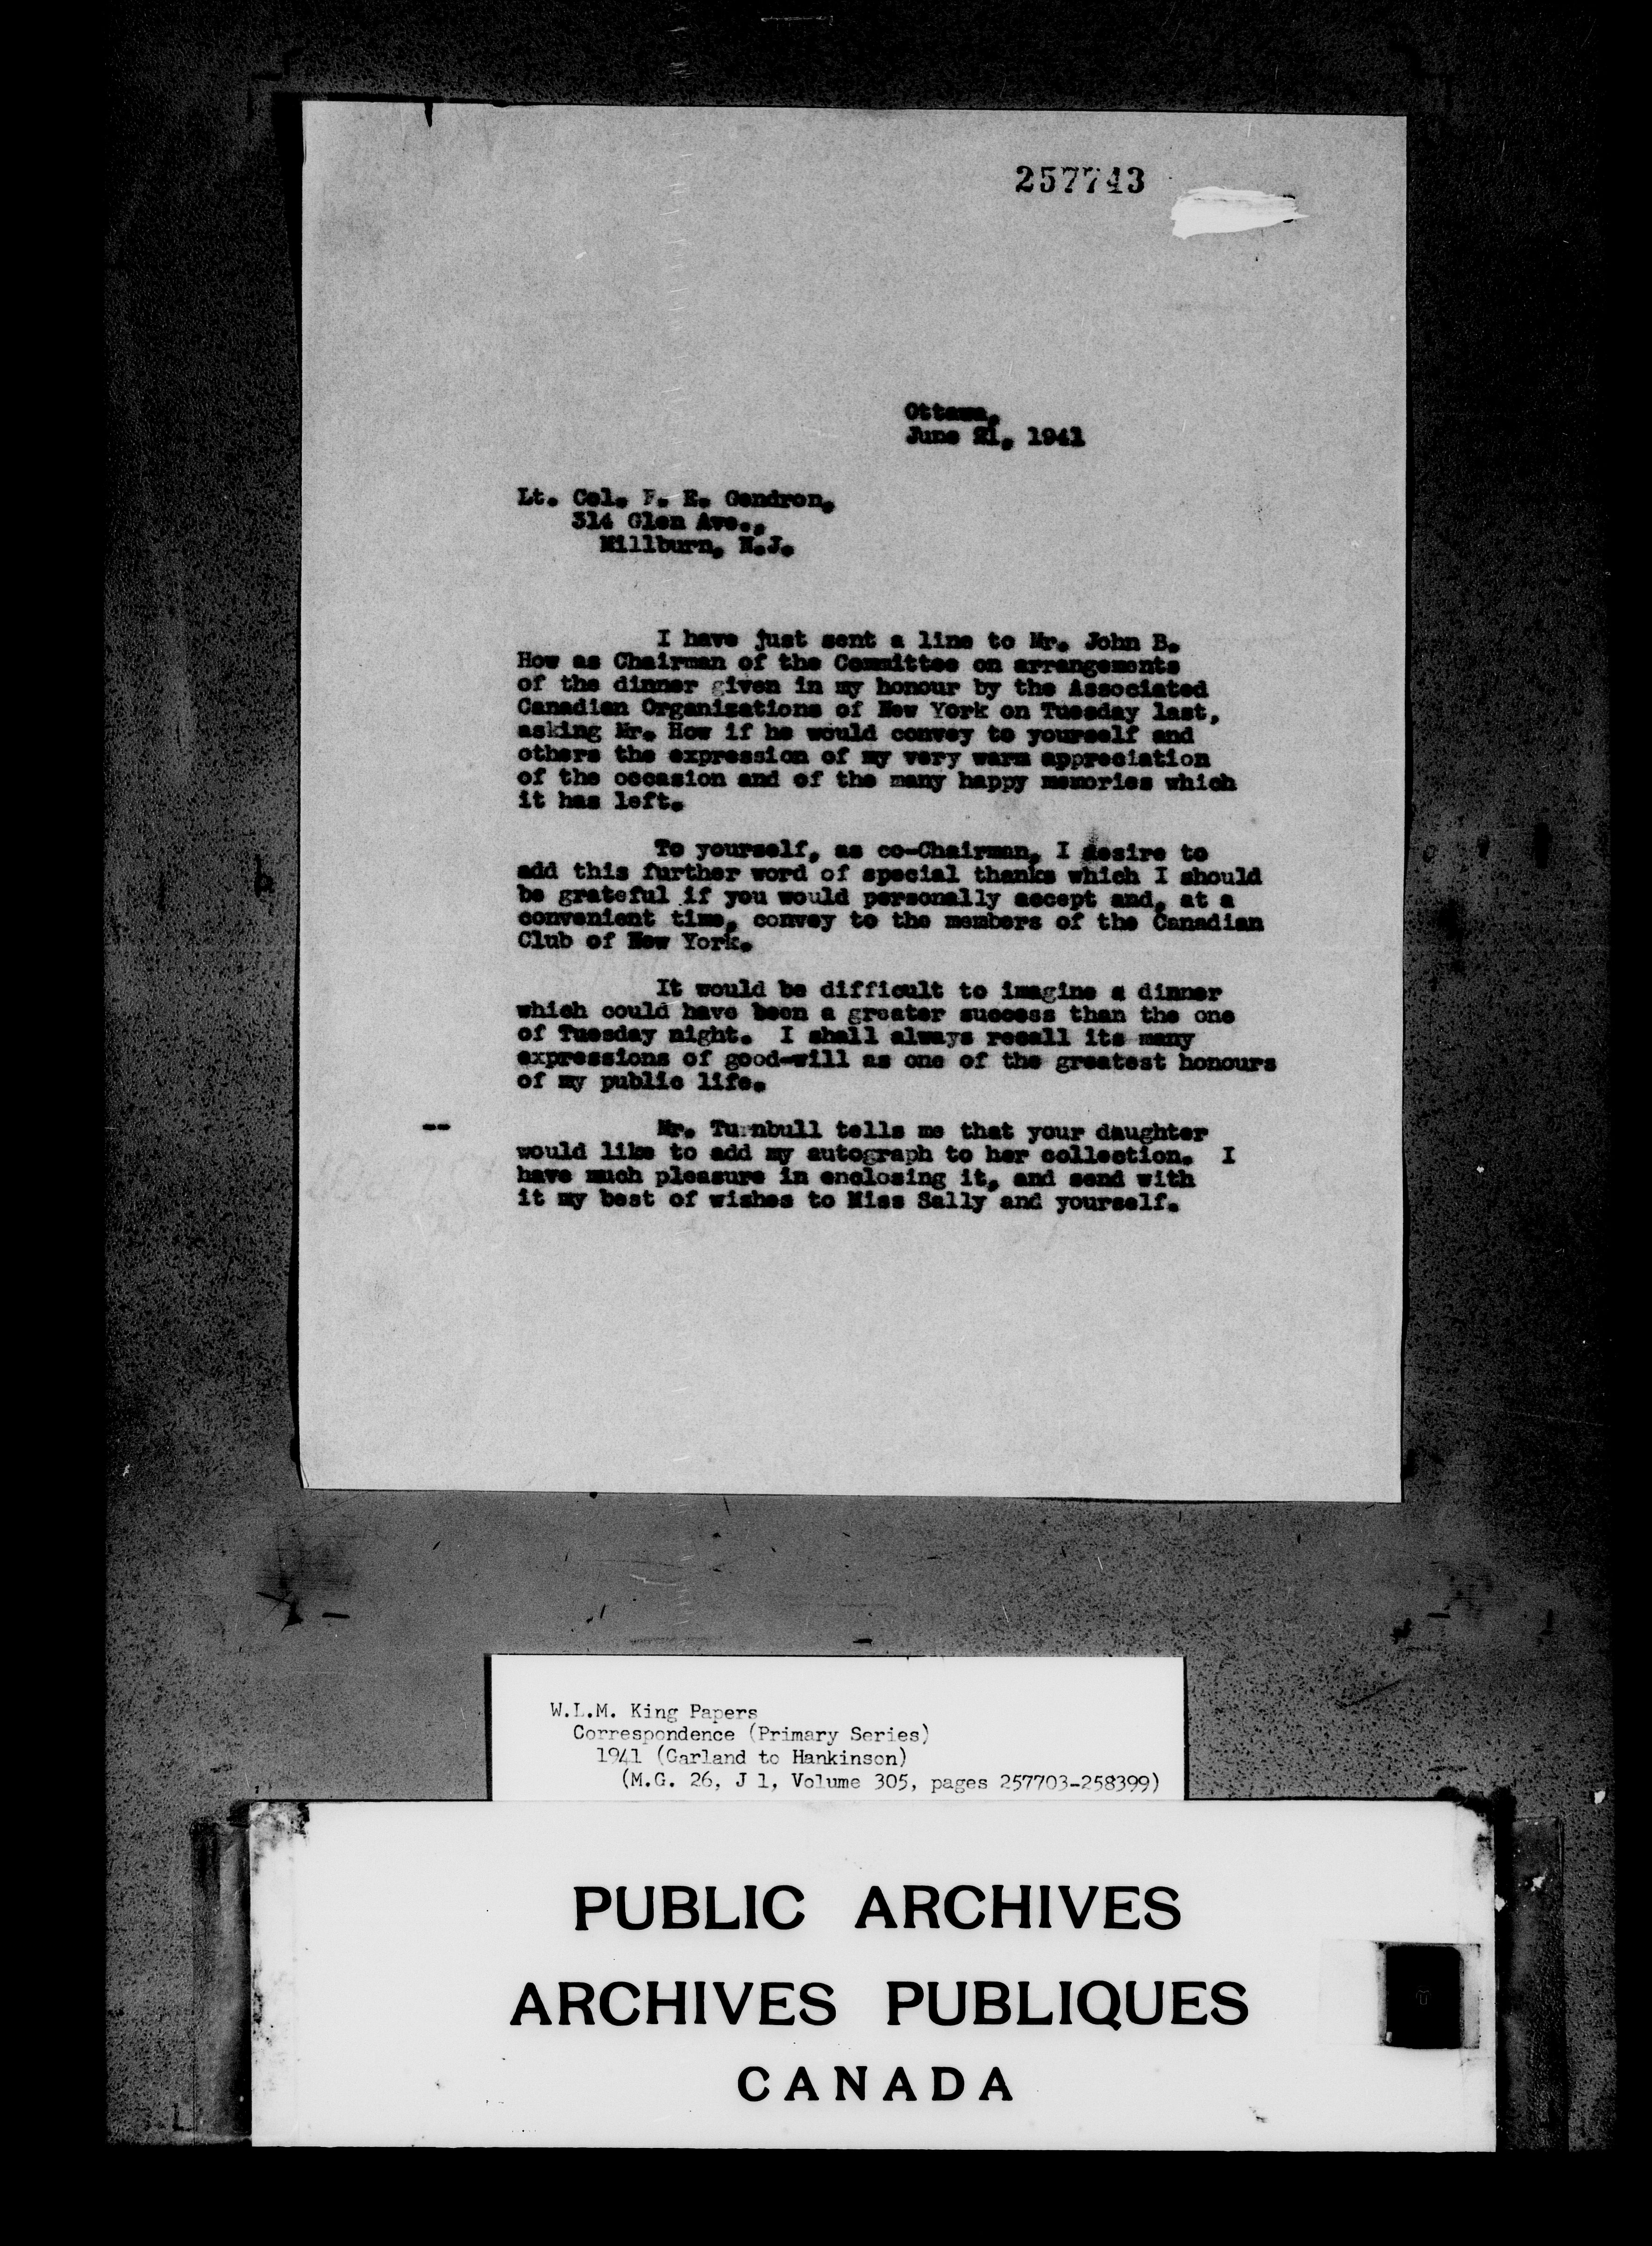 257743
Ottawa,
June 21, 1941
Lt. Col. F. E. Gendron,
314 Glen Ave.,
Millburn, N.J.
I have just sent a line to Mr. John B.
How as Chairman of the Committee on arrangements
of the dinner given in my honour by the Associated
Canadian Organizations of New York on Tuesday last,
asking Mr. How if he would convey to yourself and
others the expression of my very warm appreciation
of the occasion and of the many happy memories which
it has left.
To yourself, as co-Chairman, I desire to
add this further word of special thanks which I should
be grateful if you would personally accept and, at a
convenient time, convey to the members of the Canadian
Club of New York.
It would be difficult to imagine a dinner
which could have been a greater success than the one
of Tuesday night. I shall always recall its many
expressions of good-will as one of the greatest honours
of my public life.
-- Mr. Turnbull tells me that your daughter
would like to add my autograph to her collection. I
have much pleasure in enclosing it, and send with
it my best of wishes to Miss Sally and yourself.
W.L.M. King Papers
Correspondence (Primary Series)
1941 (Garland to Hankinson)
(M.G. 26, J 1, Volume 305, pages 257703-258399)
PUBLIC ARCHIVES
ARCHIVES PUBLIQUES
CANADA